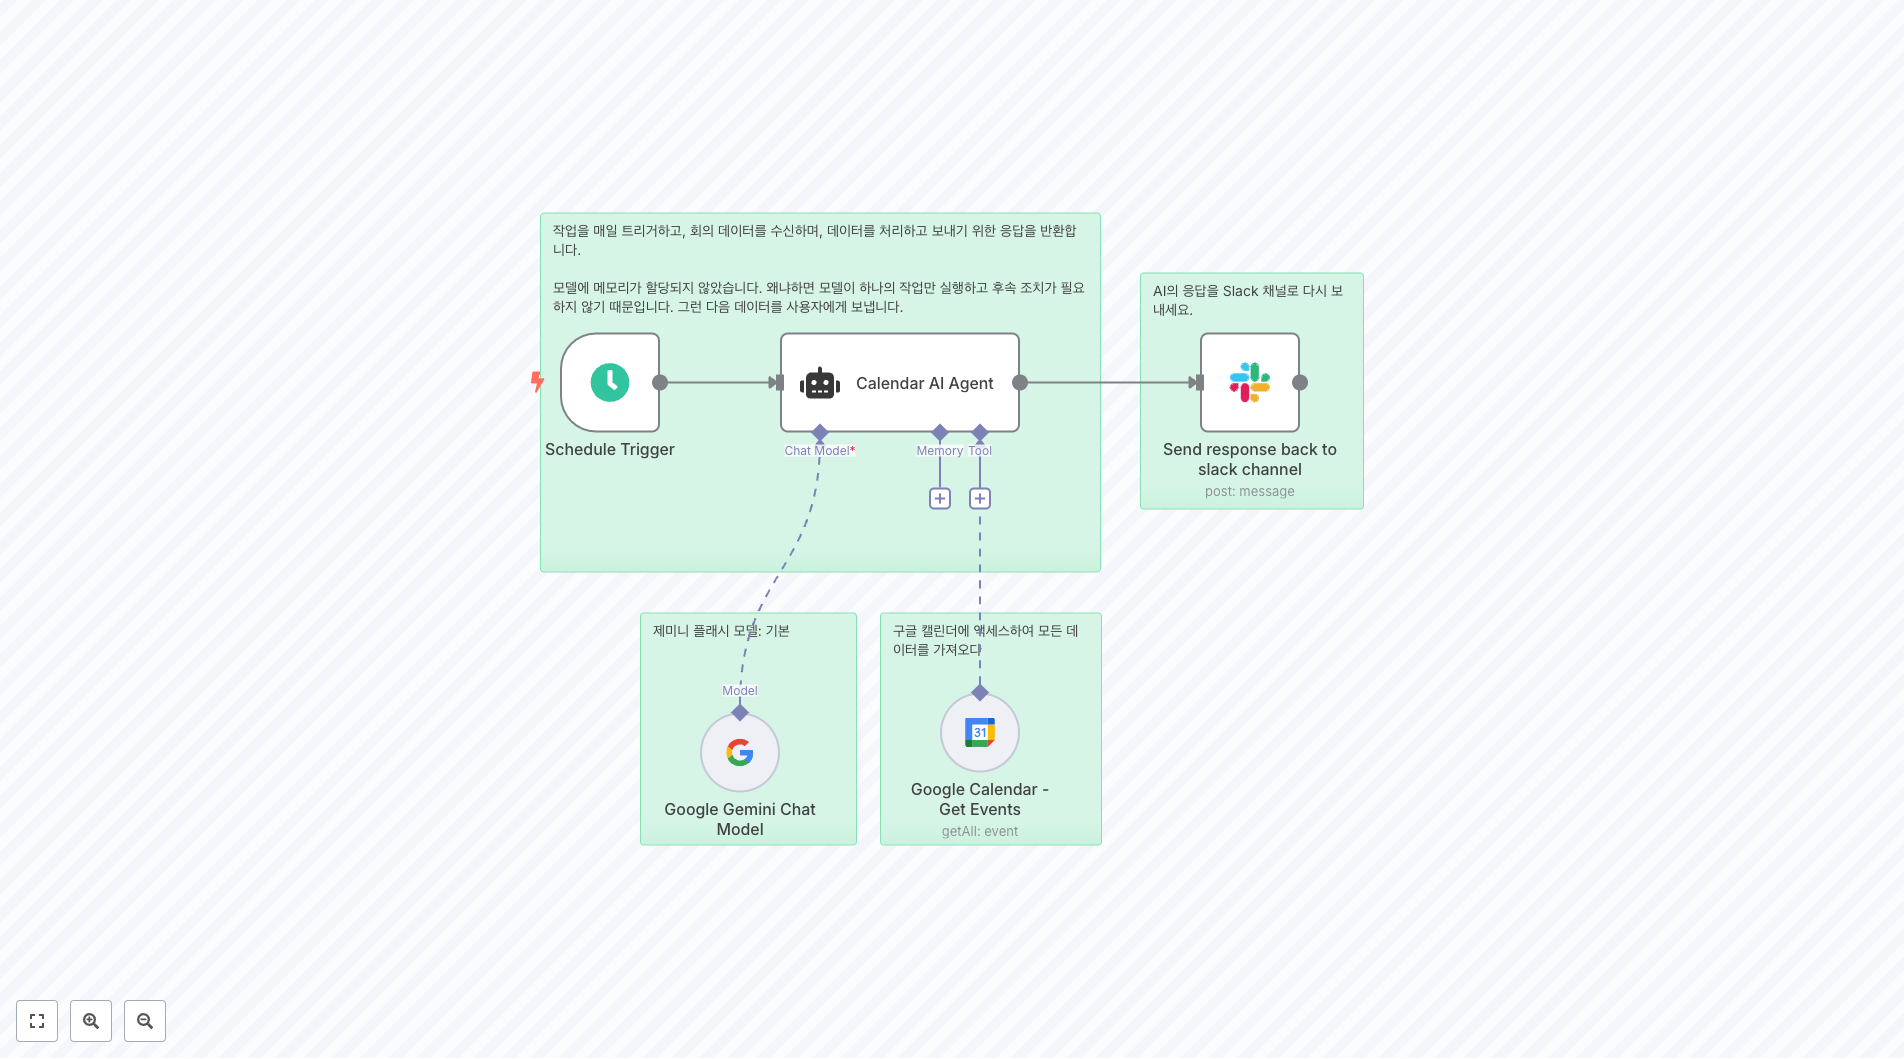 작업을 매일 트리거하고, 회의 데이터를 수신하며, 데이터를 처리하고 보내기 위한 응답을 반환합
니다.
모델에 메모리가 할당되지 않았습니다. 왜냐하면 모델이 하나의 작업만 실행하고 후속 조치가 필요
하지 않기 때문입니다. 그런 다음 데이터를 사용자에게 보냅니다.
AI의 응답을 Slack 채널로 다시 보
내세요.
Calendar AI Agent
Schedule Trigger
Chat Model*
Memory
Tool
Send response back to
slack channel
post: message
제미니 플래시 모델: 기본
구글 캘린더에 액세스하여 모든 데
이터를 가져오다
Model
31
Google Gemini Chat
Model
Google Calendar -
Get Events
getAll: event